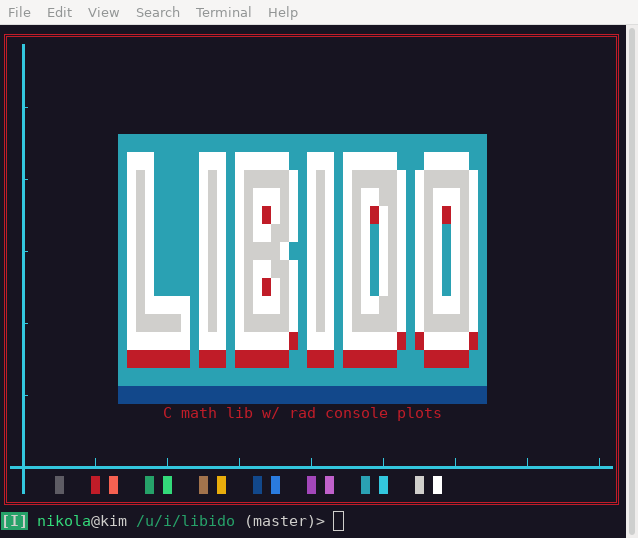 File Edit View Search Terminal Help
LIBIDO
C math lib w/ rad console plots
[I] nikola@kim /u/i/libido (master)>